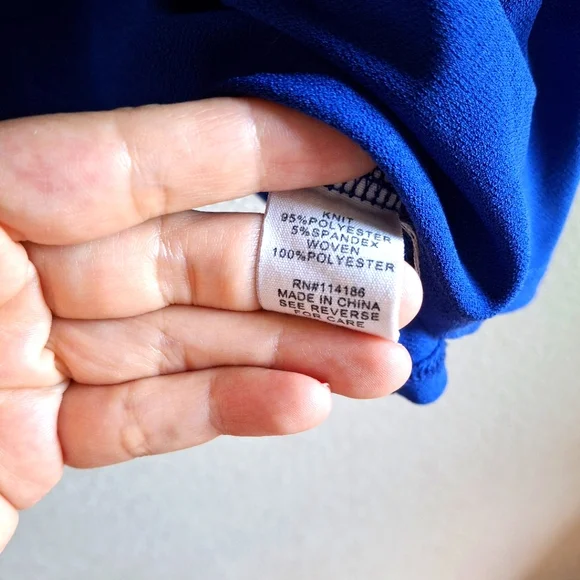 KNIT
95%POLYESTER
5%SPANDEX
WOVEN
100%POLYESTER
RN#114186
MADE IN CHINA
SEE REVERSE
FOR CARE